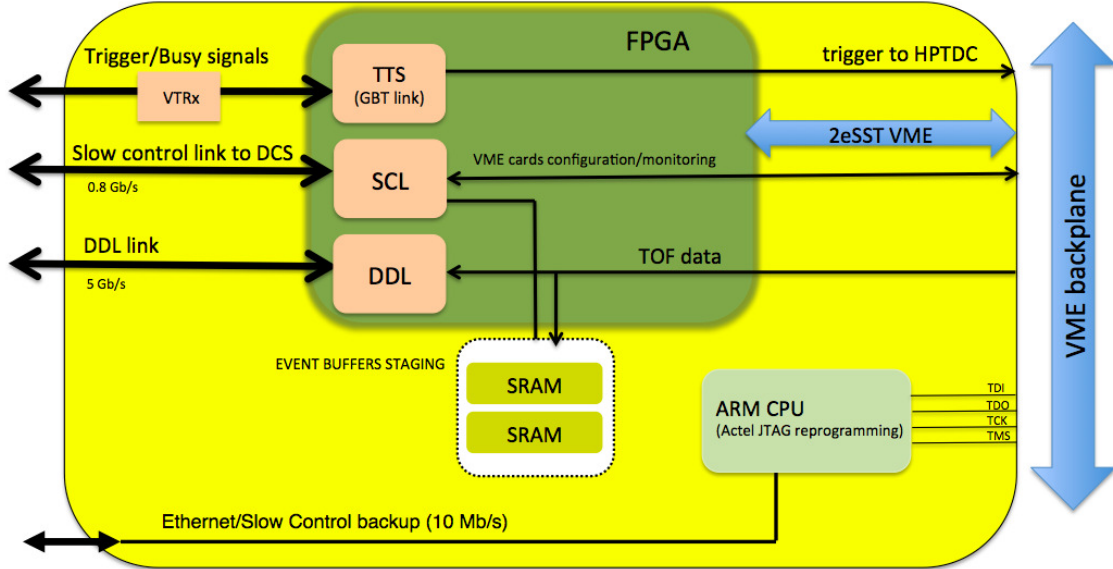 FPGA
Trigger/Busy signals
VTRx
TTS
(GBT link)
trigger to HPTDC
2eSST VME
Slow control link to DCS
0.8 Gb/s
SCL
VME cards configuration/monitoring
DDL link
5 Gb/s
DDL
TOF data
VME backplane
EVENT BUFFERS STAGING
SRAM
SRAM
ARM CPU
(Actel JTAG reprogramming)
TDI
TDO
TCK
TMS
Ethernet/Slow Control backup (10 Mb/s)